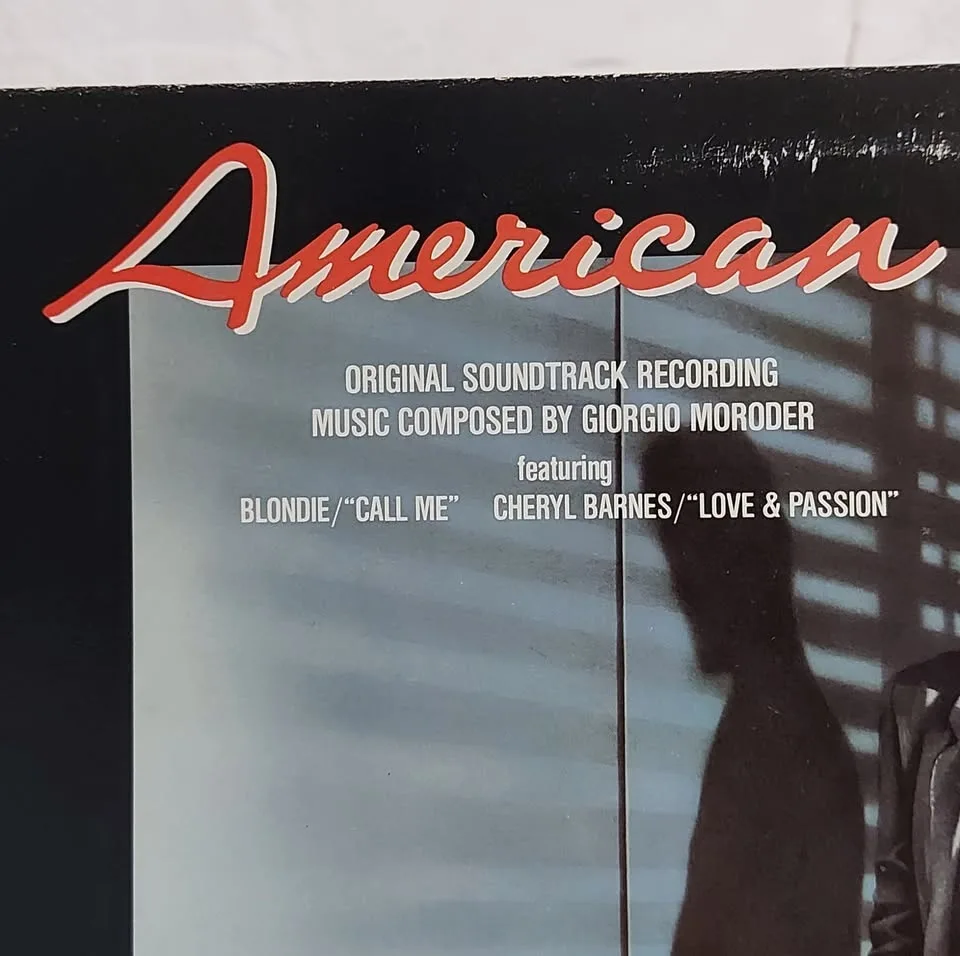 American
ORIGINAL SOUNDTRACK RECORDING
MUSIC COMPOSED BY GIORGIO MORODER
featuring
BLONDIE/“CALL ME” CHERYL BARNES/“LOVE & PASSION”